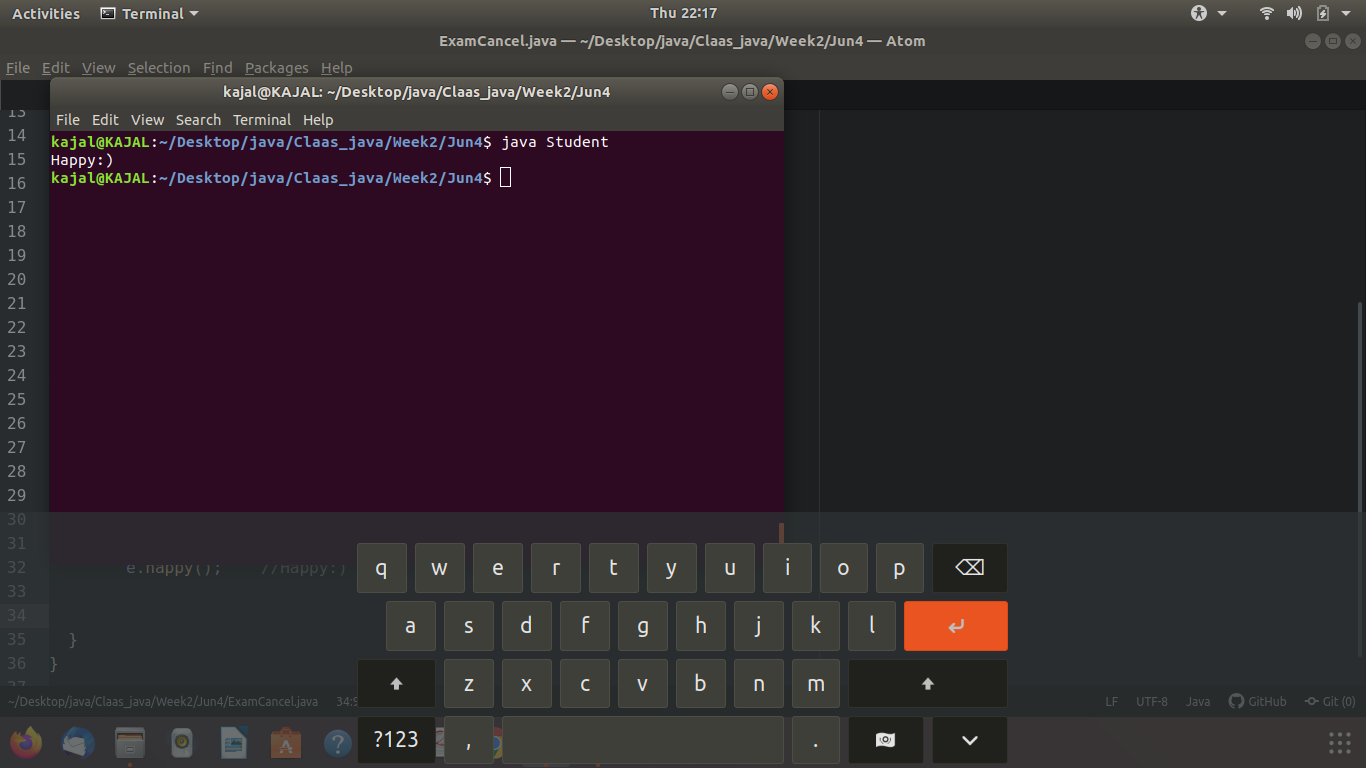 Activities Terminal Thu 22:17
ExamCancel.java — ~/Desktop/java/Claas_java/Week2/Jun4 — Atom
File Edit View Selection Find Packages Help
kajal@KAJAL: ~/Desktop/java/Claas_java/Week2/Jun4
File Edit View Search Terminal Help
kajal@KAJAL:~/Desktop/java/Claas_java/Week2/Jun4$ java Student
Happy:)
kajal@KAJAL:~/Desktop/java/Claas_java/Week2/Jun4$
13
14
15
16
17
18
19
20
21
22
23
24
25
26
27
28
29
30
31
32 e.happy(); //Happy:)
33
34
35 }
36 }
37
~/Desktop/java/Claas_java/Week2/Jun4/ExamCancel.java 34:9 LF UTF-8 Java GitHub Git (0)
q w e r t y u i o p
a s d f g h j k l
z x c v b n m
?123 , .